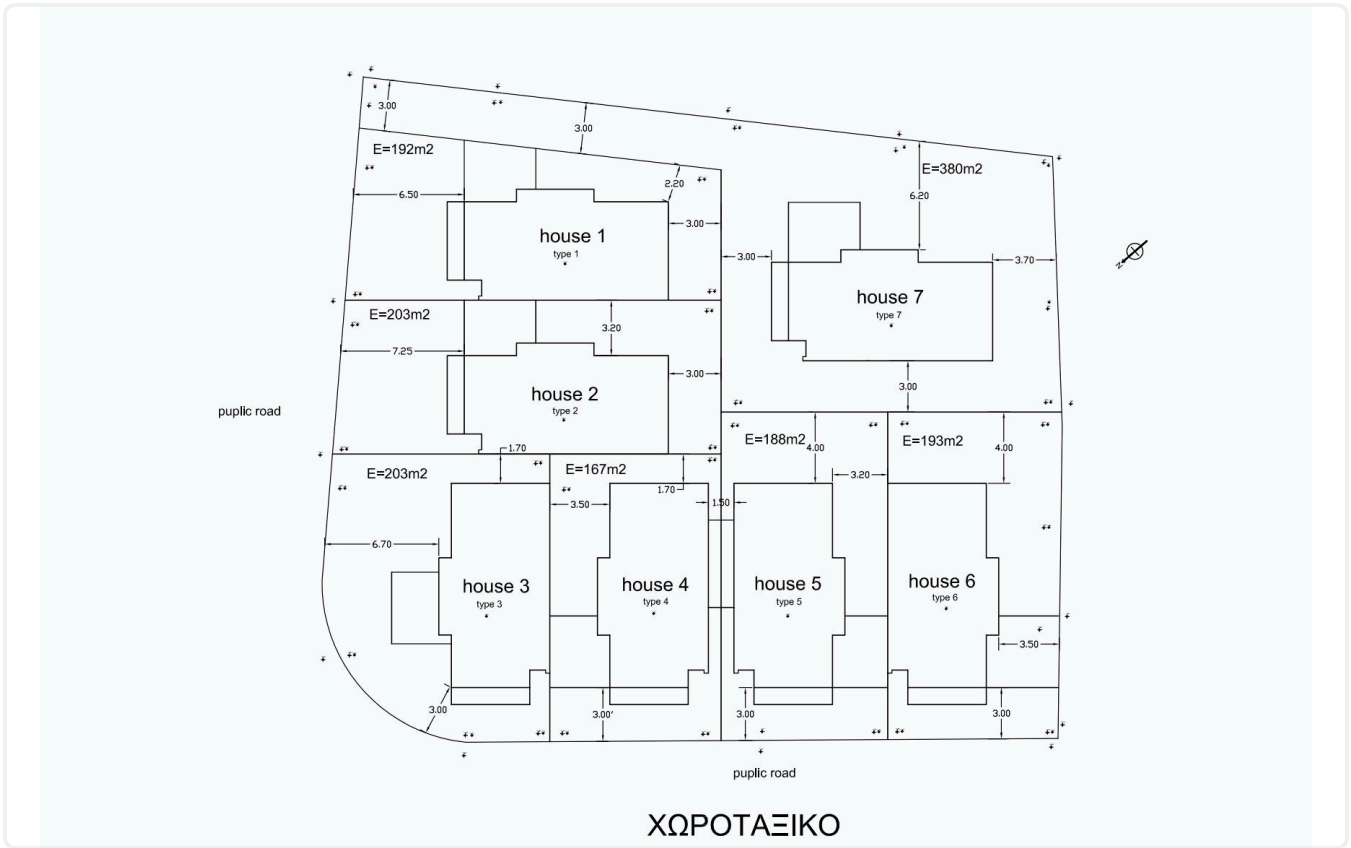 3.00
3.00
E=192m2
E=380m2
2.20
6.50
6.20
3.00
house 1
type 1
3.00
3.70
N
house 7
type 7
E=203m2
3.20
7.25
3.00
3.00
house 2
type 2
puplic road
E=188m2
E=193m2
4.00
4.00
1.70
E=203m2
E=167m2
3.20
1.70
3.50
1.50
6.70
house 3
type 3
house 4
type 4
house 5
type 5
house 6
type 6
3.50
3.00
3.00'
3.00
3.00
puplic road
ΧΩΡΟΤΑΞΙΚΟ